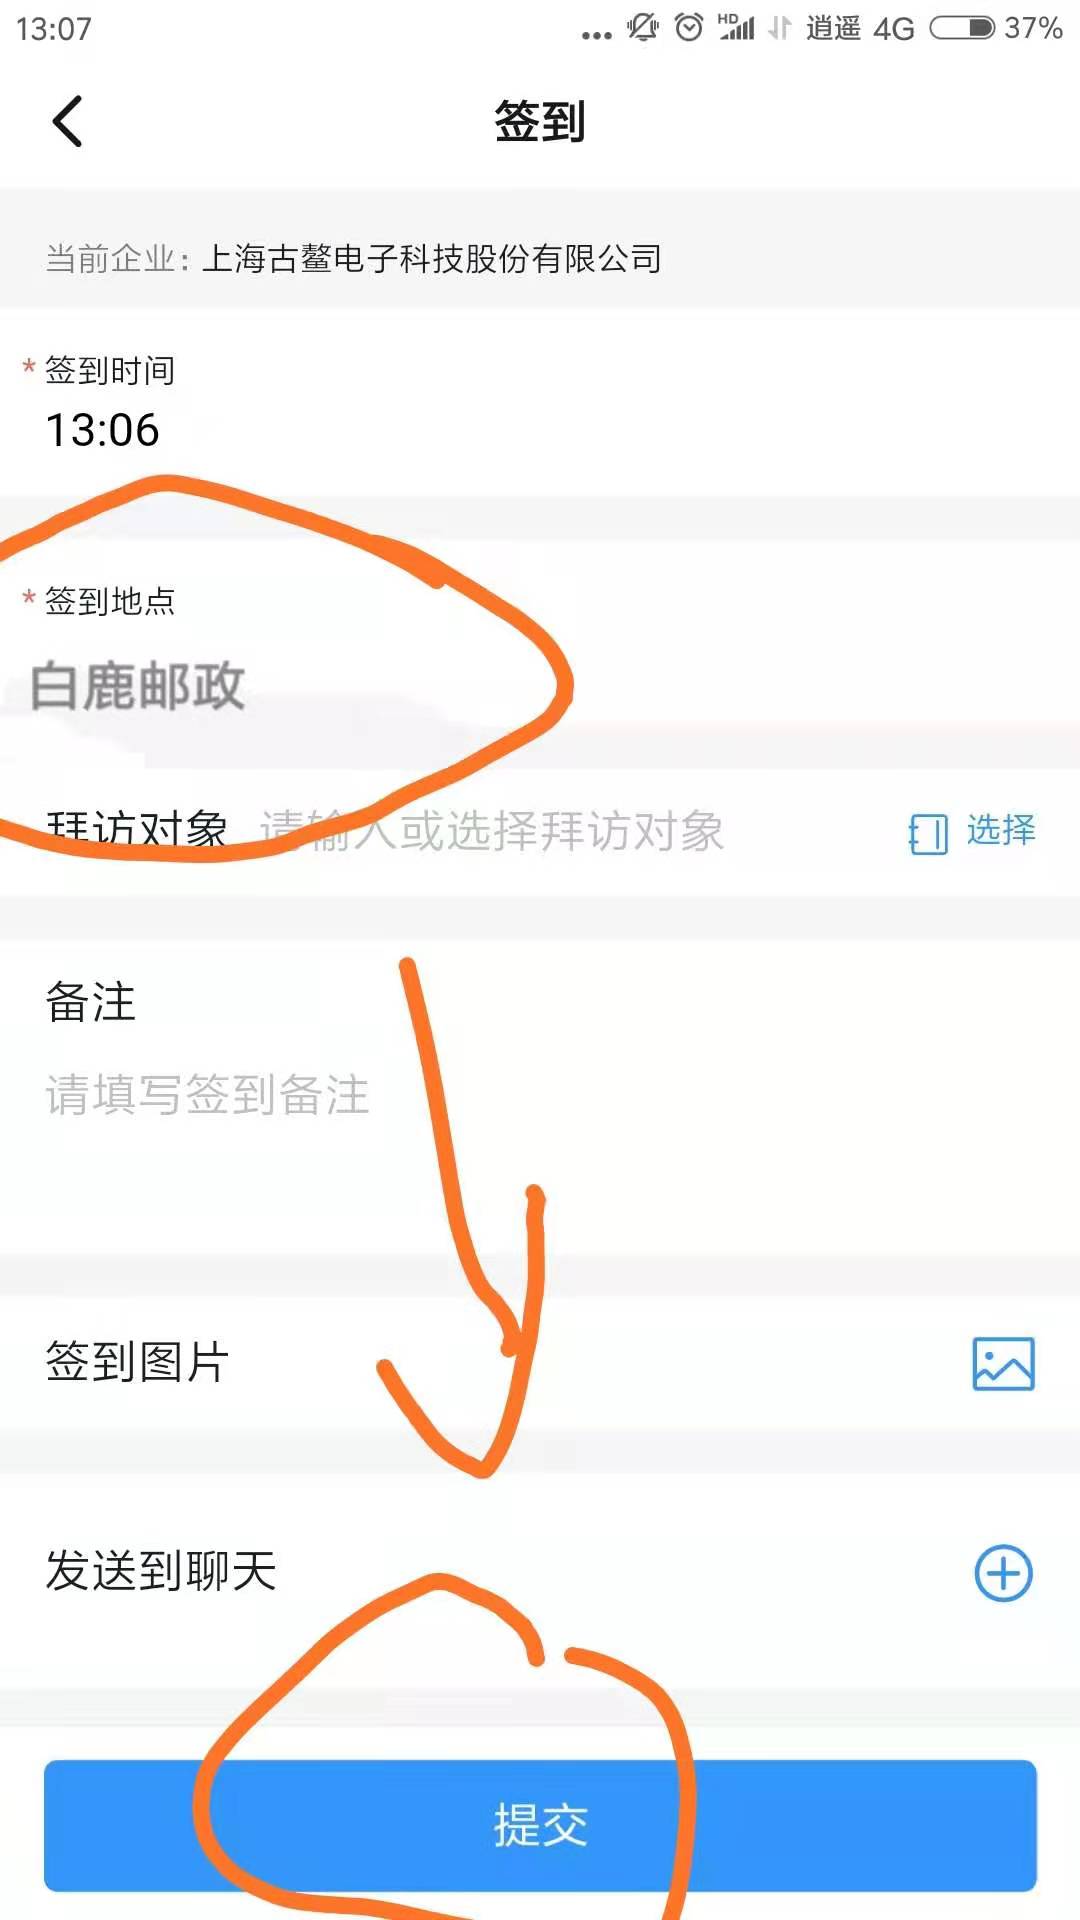 13:07
... HD 逍遥 4G 37%
签到
当前企业：上海古鳌电子科技股份有限公司
* 签到时间
13:06
* 签到地点
白鹿邮政
拜访对象 请输入或选择拜访对象 选择
备注
请填写签到备注
签到图片
发送到聊天
提交